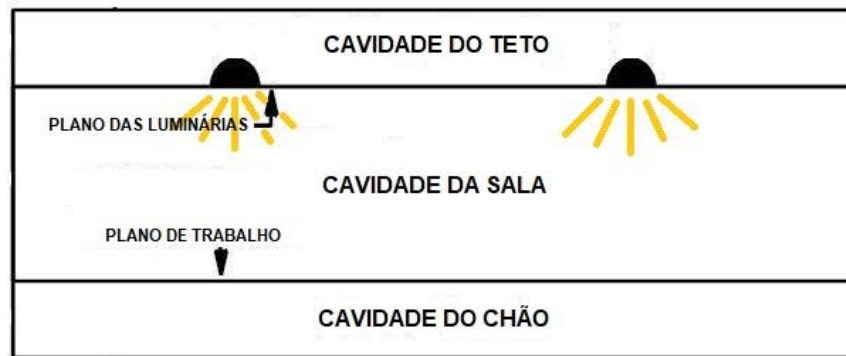 CAVIDADE DO TETO
PLANO DAS LUMINÁRIAS
CAVIDADE DA SALA
PLANO DE TRABALHO
CAVIDADE DO CHÃO